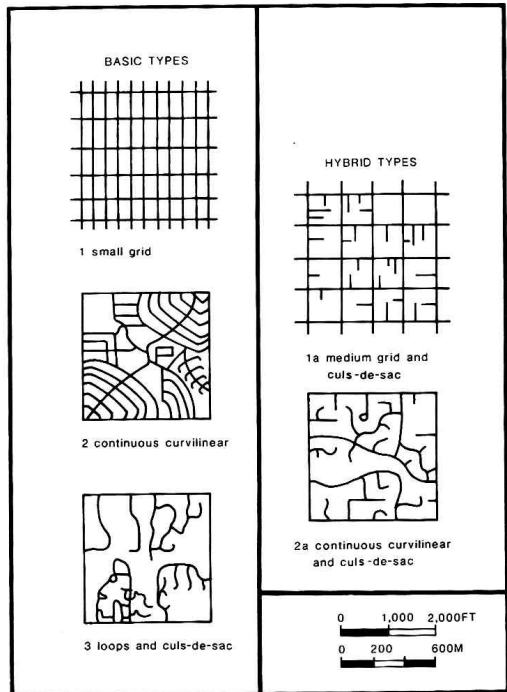 BASIC TYPES
1 small grid
2 continuous curvilinear
3 loops and culs-de-sac
HYBRID TYPES
1a medium grid and
culs-de-sac
2a continuous curvilinear
and culs-de-sac
0 1,000 2,000FT
0 200 600M